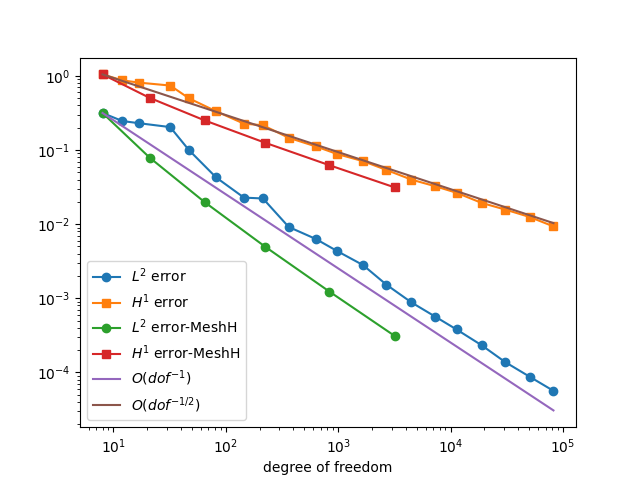 10⁰
10⁻¹
10⁻²
10⁻³
10⁻⁴
L² error
H¹ error
L² error-MeshH
H¹ error-MeshH
O(dof⁻¹)
O(dof⁻¹ᐟ²)
10¹ 10² 10³ 10⁴ 10⁵
degree of freedom